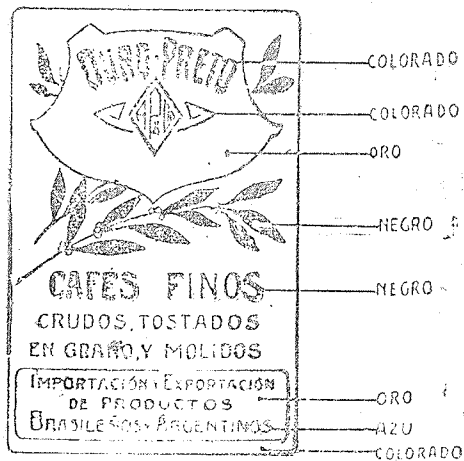 OURO PRETO
COLORADO
COLORADO
ORO
NEGRO
CAFÉS FINOS
NEGRO
CRUDOS, TOSTADOS
EN GRANO, Y MOLIDOS
IMPORTACIÓN Y EXPORTACIÓN
DE PRODUCTOS
ORO
BRASILEÑOS Y ARGENTINOS
AZU
COLORADO